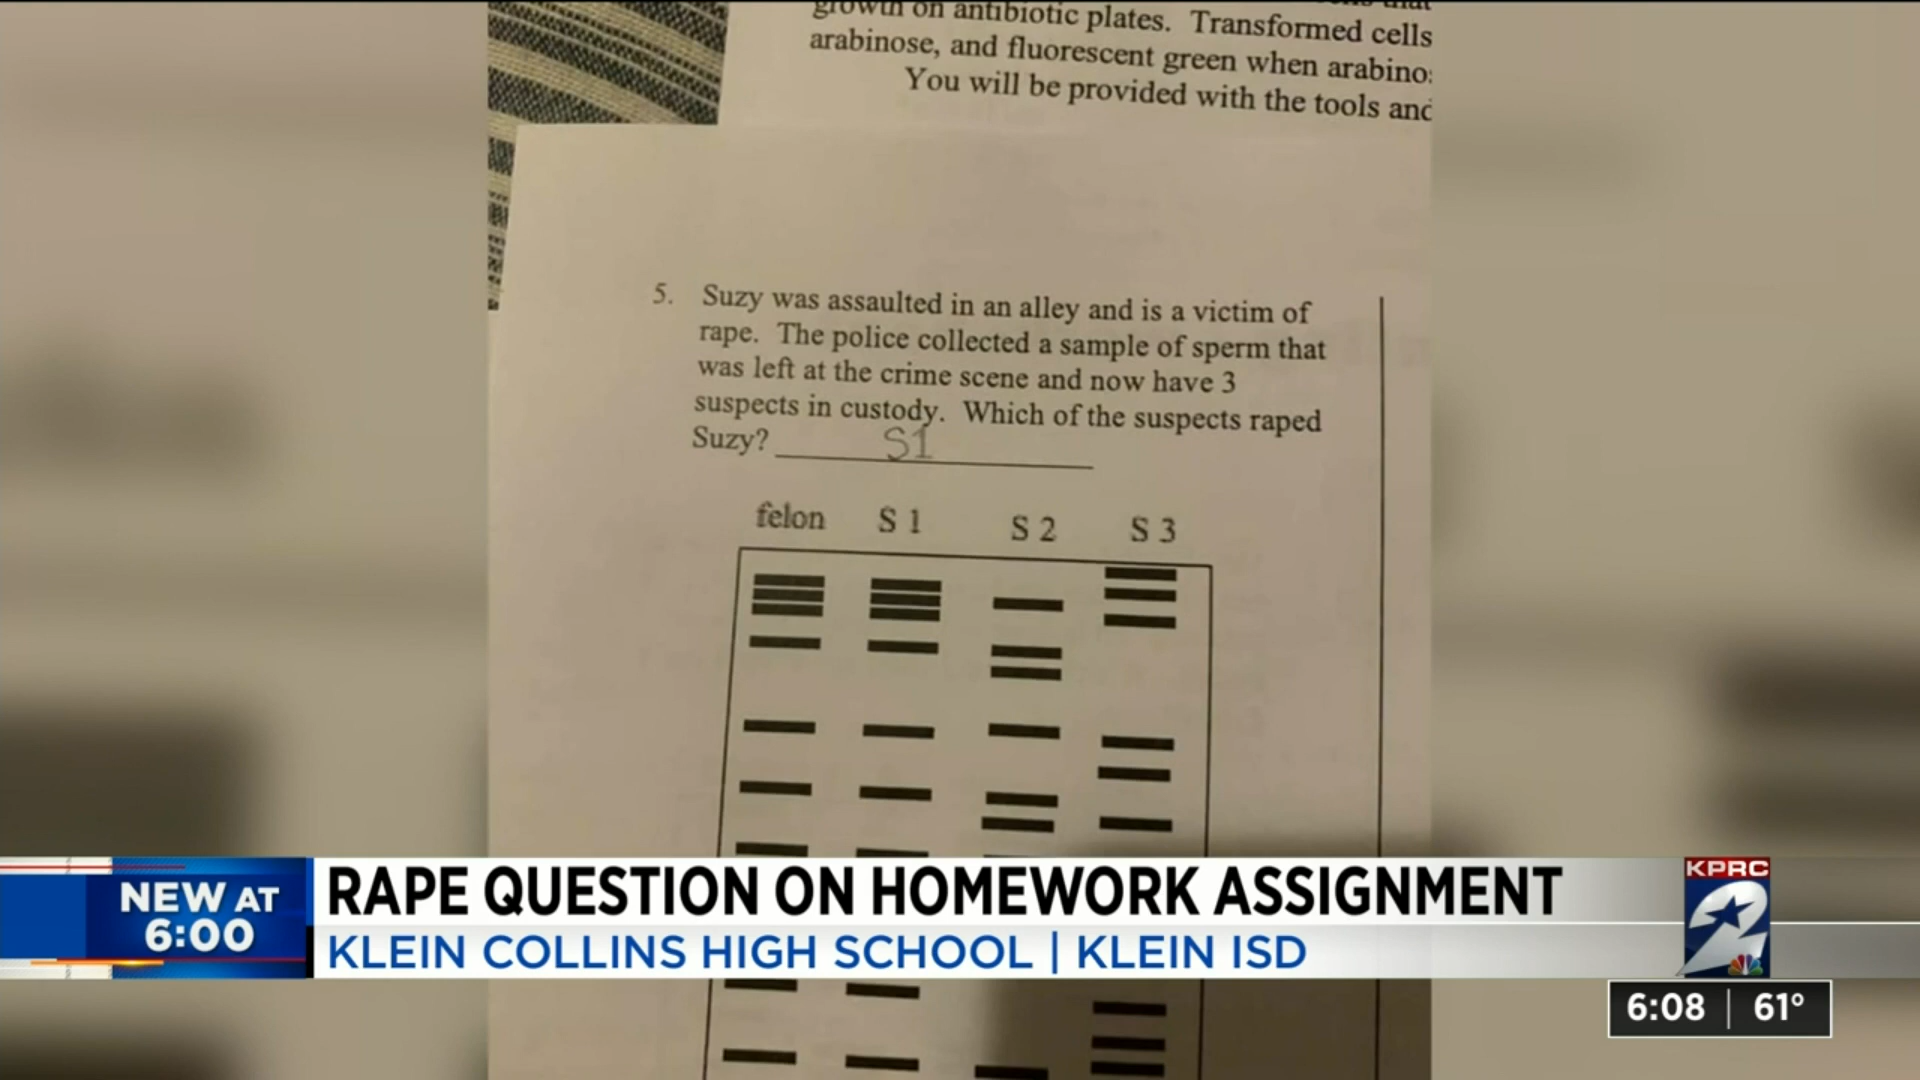 growth on antibiotic plates. Transformed cells
arabinose, and fluorescent green when
You will be provided with the tools and
5. Suzy was assaulted in an alley and is a victim of
rape. The police collected a sample of sperm that
was left at the crime scene and now have 3
suspects in custody. Which of the suspects raped
Suzy? S1
felon S 1 S 2 S 3
NEW AT
6:00
RAPE QUESTION ON HOMEWORK ASSIGNMENT
KLEIN COLLINS HIGH SCHOOL | KLEIN ISD
KPRC
2
6:08 | 61°